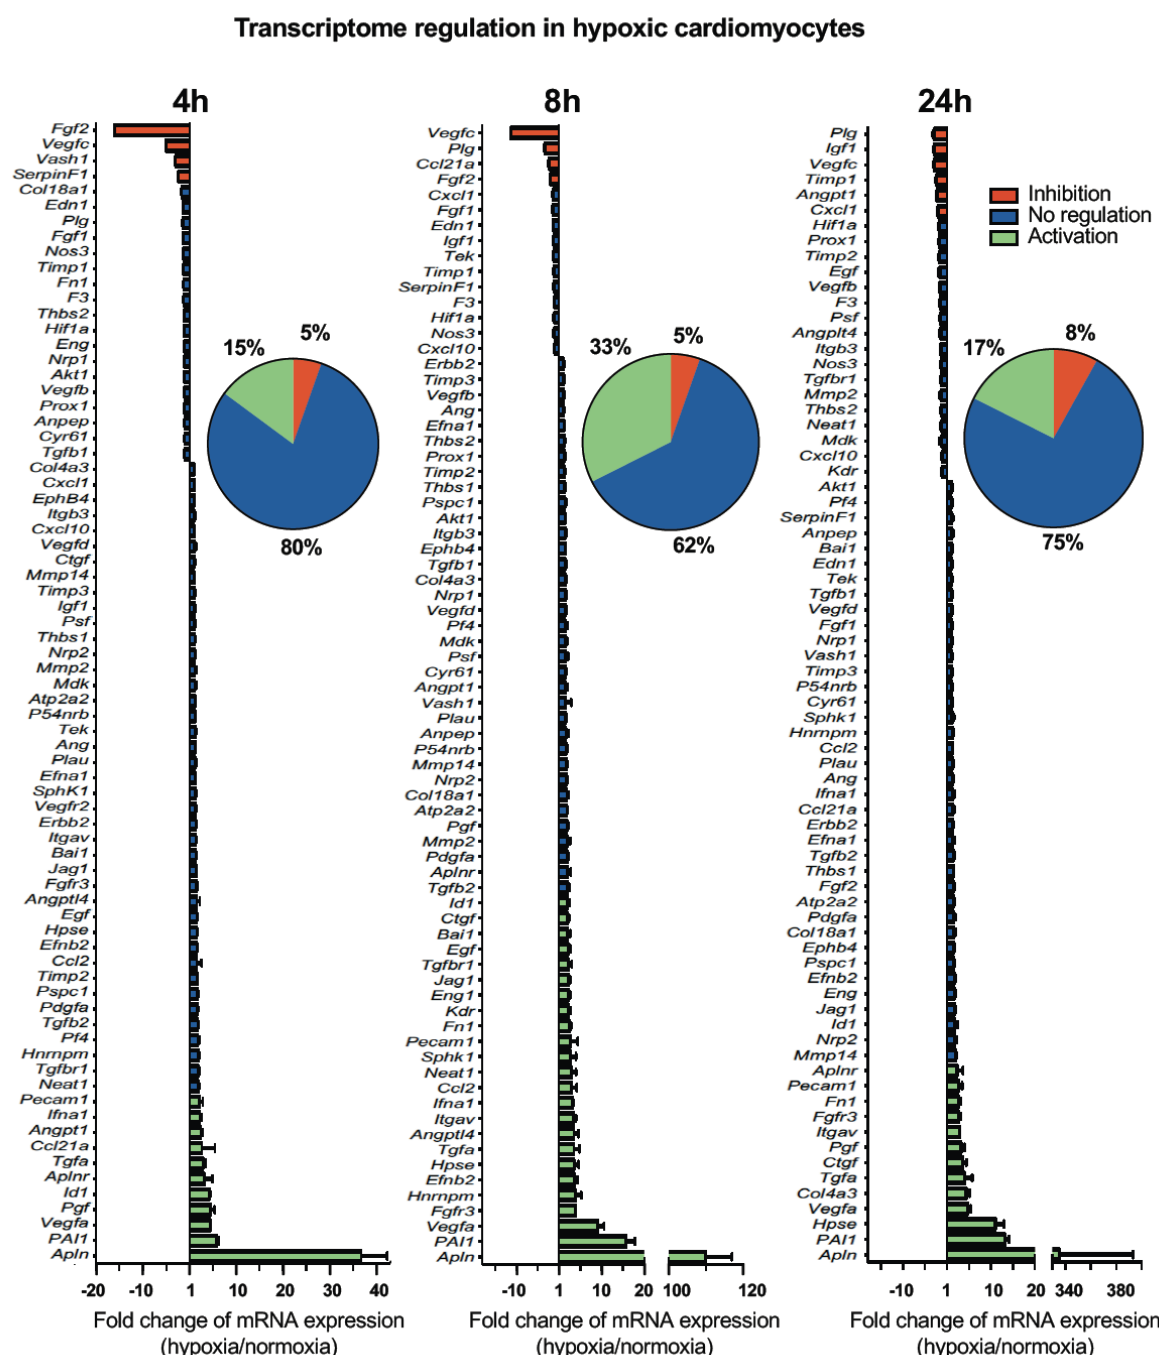 Transcriptome regulation in hypoxic cardiomyocytes
4h
Fgf2
Vegfc
Vash1
SerpinF1
Col18a1
Edn1
Plg
Fgf1
Nos3
Timp1
Fn1
F3
Thbs2
Hif1a
Eng
Nrp1
Akt1
Vegfb
Prox1
Anpep
Cyr61
Tgfb1
Col4a3
Cxcl1
EphB4
Itgb3
Cxcl10
Vegfd
Ctgf
Mmp14
Timp3
Igf1
Psf
Thbs1
Nrp2
Mmp2
Mdk
Atp2a2
P54nrb
Tek
Ang
Plau
Efna1
SphK1
Vegfr2
Erbb2
Itgav
Bai1
Jag1
Fgfr3
Angptl4
Egf
Hpse
Efnb2
Ccl2
Timp2
Pspc1
Pdgfa
Tgfb2
Pf4
Hnrnpm
Tgfbr1
Neat1
Pecam1
Ifna1
Angpt1
Ccl21a
Tgfa
Aplnr
Id1
Pgf
Vegfa
PAI1
Apln
15%
5%
80%
-20 -10 1 10 20 30 40
Fold change of mRNA expression
(hypoxia/normoxia)
8h
Vegfc
Plg
Ccl21a
Fgf2
Cxcl1
Fgf1
Edn1
Igf1
Tek
Timp1
SerpinF1
F3
Hif1a
Nos3
Cxcl10
Erbb2
Timp3
Vegfb
Ang
Efna1
Thbs2
Prox1
Timp2
Thbs1
Pspc1
Akt1
Itgb3
Ephb4
Tgfb1
Col4a3
Nrp1
Vegfd
Pf4
Mdk
Psf
Cyr61
Angpt1
Vash1
Plau
Anpep
P54nrb
Mmp14
Nrp2
Col18a1
Atp2a2
Pgf
Mmp2
Pdgfa
Aplnr
Tgfb2
Id1
Ctgf
Bai1
Egf
Tgfbr1
Jag1
Eng1
Kdr
Fn1
Pecam1
Sphk1
Neat1
Ccl2
Ifna1
Itgav
Angptl4
Tgfa
Hpse
Efnb2
Hnrnpm
Fgfr3
Vegfa
PAI1
Apln
33%
5%
62%
-10 1 10 20 100 120
Fold change of mRNA expression
(hypoxia/normoxia)
24h
Plg
Igf1
Vegfc
Timp1
Angpt1
Cxcl1
Hif1a
Prox1
Timp2
Egf
Vegfb
F3
Psf
Angplt4
Itgb3
Nos3
Tgfbr1
Mmp2
Thbs2
Neat1
Mdk
Cxcl10
Kdr
Akt1
Pf4
SerpinF1
Anpep
Bai1
Edn1
Tek
Tgfb1
Vegfd
Fgf1
Nrp1
Vash1
Timp3
P54nrb
Cyr61
Sphk1
Hnrnpm
Ccl2
Plau
Ang
Ifna1
Ccl21a
Erbb2
Efna1
Tgfb2
Thbs1
Fgf2
Atp2a2
Pdgfa
Col18a1
Ephb4
Pspc1
Efnb2
Eng
Jag1
Id1
Nrp2
Mmp14
Aplnr
Pecam1
Fn1
Fgfr3
Itgav
Pgf
Ctgf
Tgfa
Col4a3
Vegfa
Hpse
PAI1
Apln
Inhibition
No regulation
Activation
17%
8%
75%
-10 1 10 20 340 380
Fold change of mRNA expression
(hypoxia/normoxia)